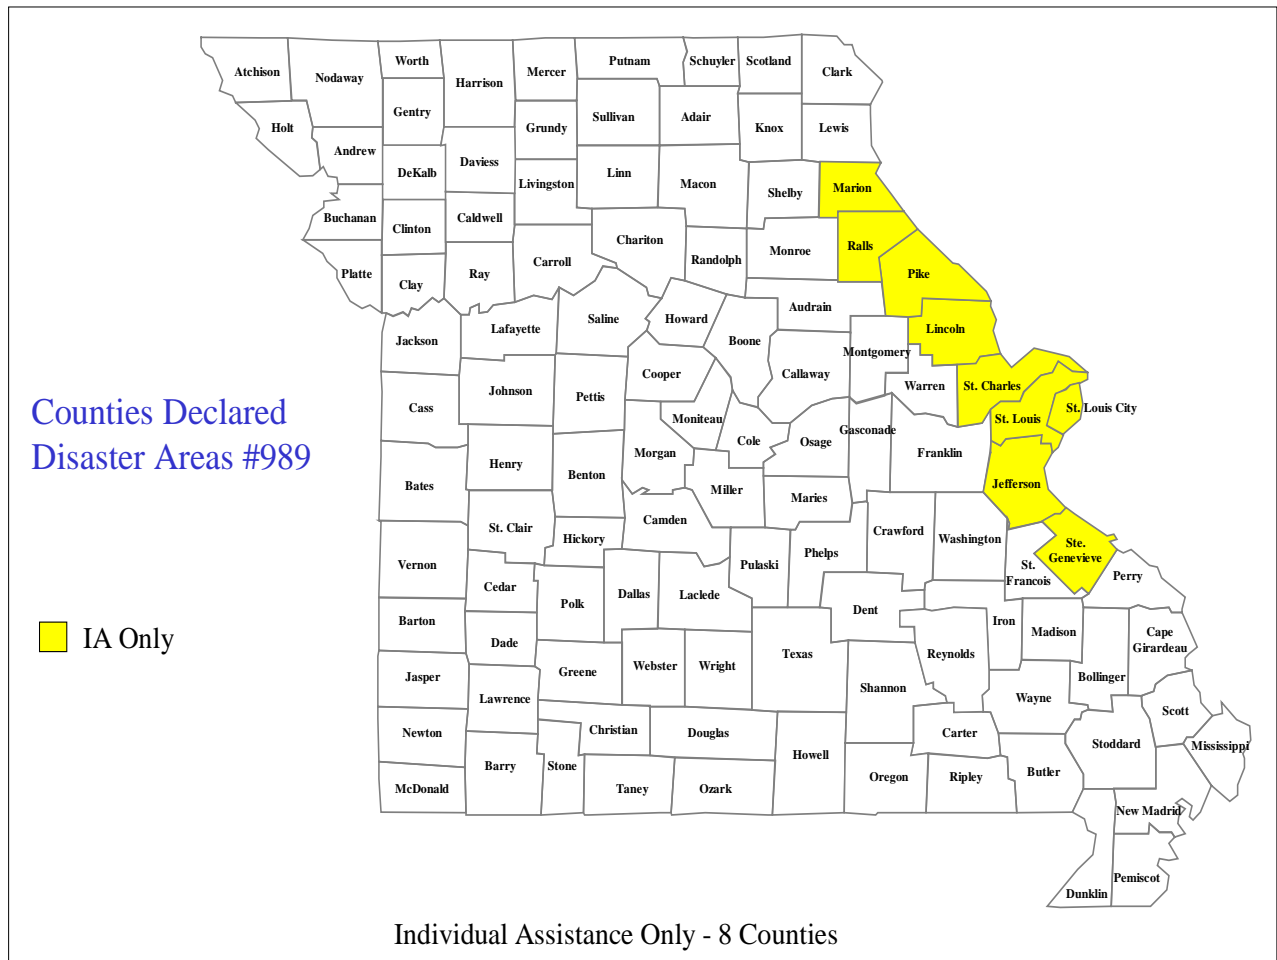 Atchison
Nodaway
Worth
Harrison
Mercer
Putnam
Schuyler
Scotland
Clark
Holt
Gentry
Grundy
Sullivan
Adair
Knox
Lewis
Andrew
DeKalb
Daviess
Livingston
Linn
Macon
Shelby
Marion
Buchanan
Clinton
Caldwell
Chariton
Randolph
Monroe
Ralls
Platte
Clay
Ray
Carroll
Pike
Audrain
Jackson
Lafayette
Saline
Howard
Boone
Callaway
Montgomery
Lincoln
Warren
St. Charles
Cass
Johnson
Pettis
Cooper
Moniteau
Cole
Osage
Gasconade
Franklin
St. Louis
St. Louis City
Counties Declared
Disaster Areas #989
Bates
Henry
Benton
Morgan
Miller
Maries
Jefferson
St. Clair
Hickory
Camden
Pulaski
Phelps
Crawford
Washington
St.
Francois
Ste.
Genevieve
Perry
Vernon
Cedar
Polk
Dallas
Laclede
Dent
Iron
Madison
Cape
Girardeau
Barton
Dade
IA Only
Jasper
Lawrence
Greene
Webster
Wright
Texas
Shannon
Reynolds
Wayne
Bollinger
Scott
Mississippi
Newton
Barry
Stone
Christian
Douglas
Howell
Carter
Stoddard
McDonald
Taney
Ozark
Oregon
Ripley
Butler
New Madrid
Dunklin
Pemiscot
Individual Assistance Only - 8 Counties